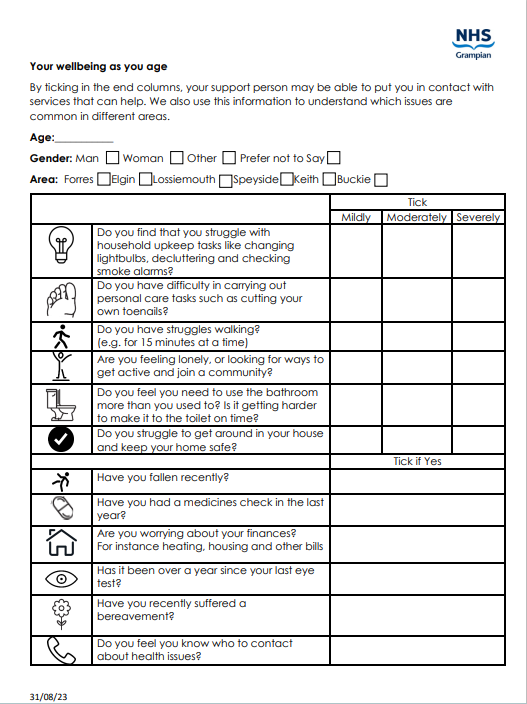 NHS
Grampian
Your wellbeing as you age
By ticking in the end columns, your support person may be able to put you in contact with
services that can help. We also use this information to understand which issues are
common in different areas.
Age:__________
Gender: Man Woman Other Prefer not to Say
Area: Forres Elgin Lossiemouth Speyside Keith Buckie
Tick
Mildly Moderately Severely
Do you find that you struggle with
household upkeep tasks like changing
lightbulbs, decluttering and checking
smoke alarms?
Do you have difficulty in carrying out
personal care tasks such as cutting your
own toenails?
Do you have struggles walking?
(e.g. for 15 minutes at a time)
Are you feeling lonely, or looking for ways to
get active and join a community?
Do you feel you need to use the bathroom
more than you used to? Is it getting harder
to make it to the toilet on time?
Do you struggle to get around in your house
and keep your home safe?
Tick if Yes
Have you fallen recently?
Have you had a medicines check in the last
year?
Are you worrying about your finances?
For instance heating, housing and other bills
Has it been over a year since your last eye
test?
Have you recently suffered a
bereavement?
Do you feel you know who to contact
about health issues?
31/08/23